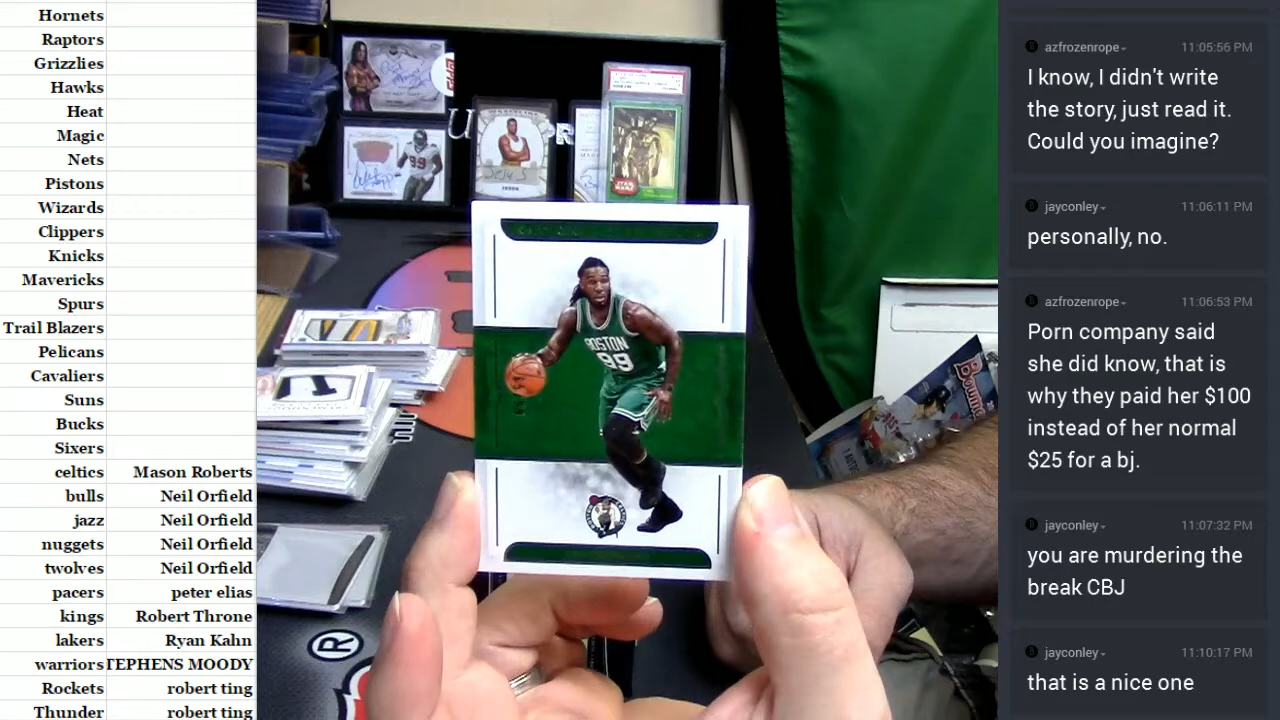 Hornets
Raptors
Grizzlies
Hawks
Heat
Magic
Nets
Pistons
Wizards
Clippers
Knicks
Mavericks
Spurs
Trail Blazers
Pelicans
Cavaliers
Suns
Bucks
Sixers
celtics Mason Roberts
bulls Neil Orfield
jazz Neil Orfield
nuggets Neil Orfield
twolves Neil Orfield
pacers peter elias
kings Robert Throne
lakers Ryan Kahn
warriors TEPHENS MOODY
Rockets robert ting
Thunder robert ting
99
STAR WARS
BOSTON
99
Bowman
1
®
azfrozenrope 11:05:56 PM
I know, I didn't write
the story, just read it.
Could you imagine?
jayconley 11:06:11 PM
personally, no.
azfrozenrope 11:06:53 PM
Porn company said
she did know, that is
why they paid her $100
instead of her normal
$25 for a bj.
jayconley 11:07:32 PM
you are murdering the
break CBJ
jayconley 11:10:17 PM
that is a nice one